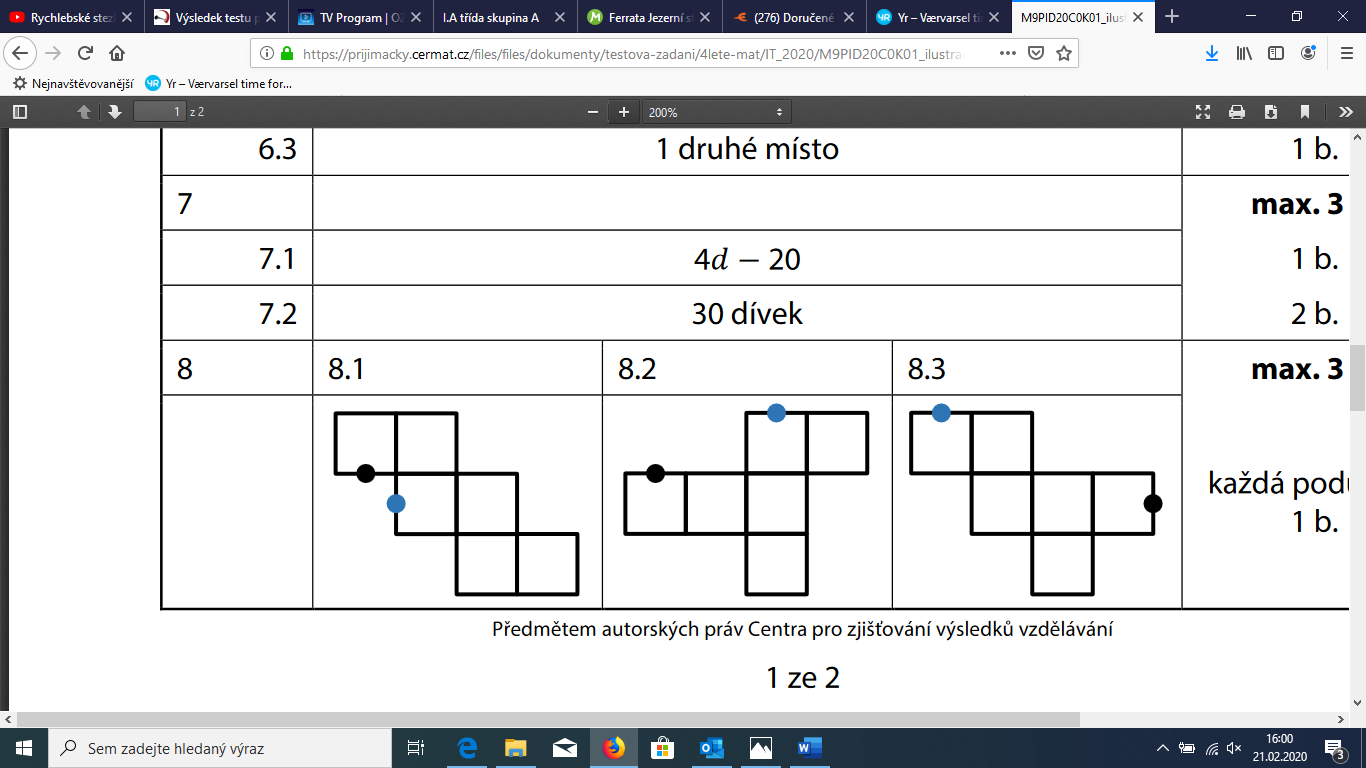 Rychlebské stez
Výsledek testu p
TV Program | O2
I.A třída skupina A
Ferrata Jezerní s
(276) Doručené
Yr – Værvarsel tim
M9PID20C0K01_ilust
https://prijimacky.cermat.cz/files/files/dokumenty/testova-zadani/4lete-mat/IT_2020/M9PID20C0K01_ilustra
Nejnavštěvovanější
Yr – Værvarsel time for...
1 z 2
200%
6.3 1 druhé místo 1 b.
7 max. 3
7.1 4d − 20 1 b.
7.2 30 dívek 2 b.
8 8.1 8.2 8.3 max. 3
každá podú
1 b.
Předmětem autorských práv Centra pro zjišťování výsledků vzdělávání
1 ze 2
Sem zadejte hledaný výraz
16:00
21.02.2020
3